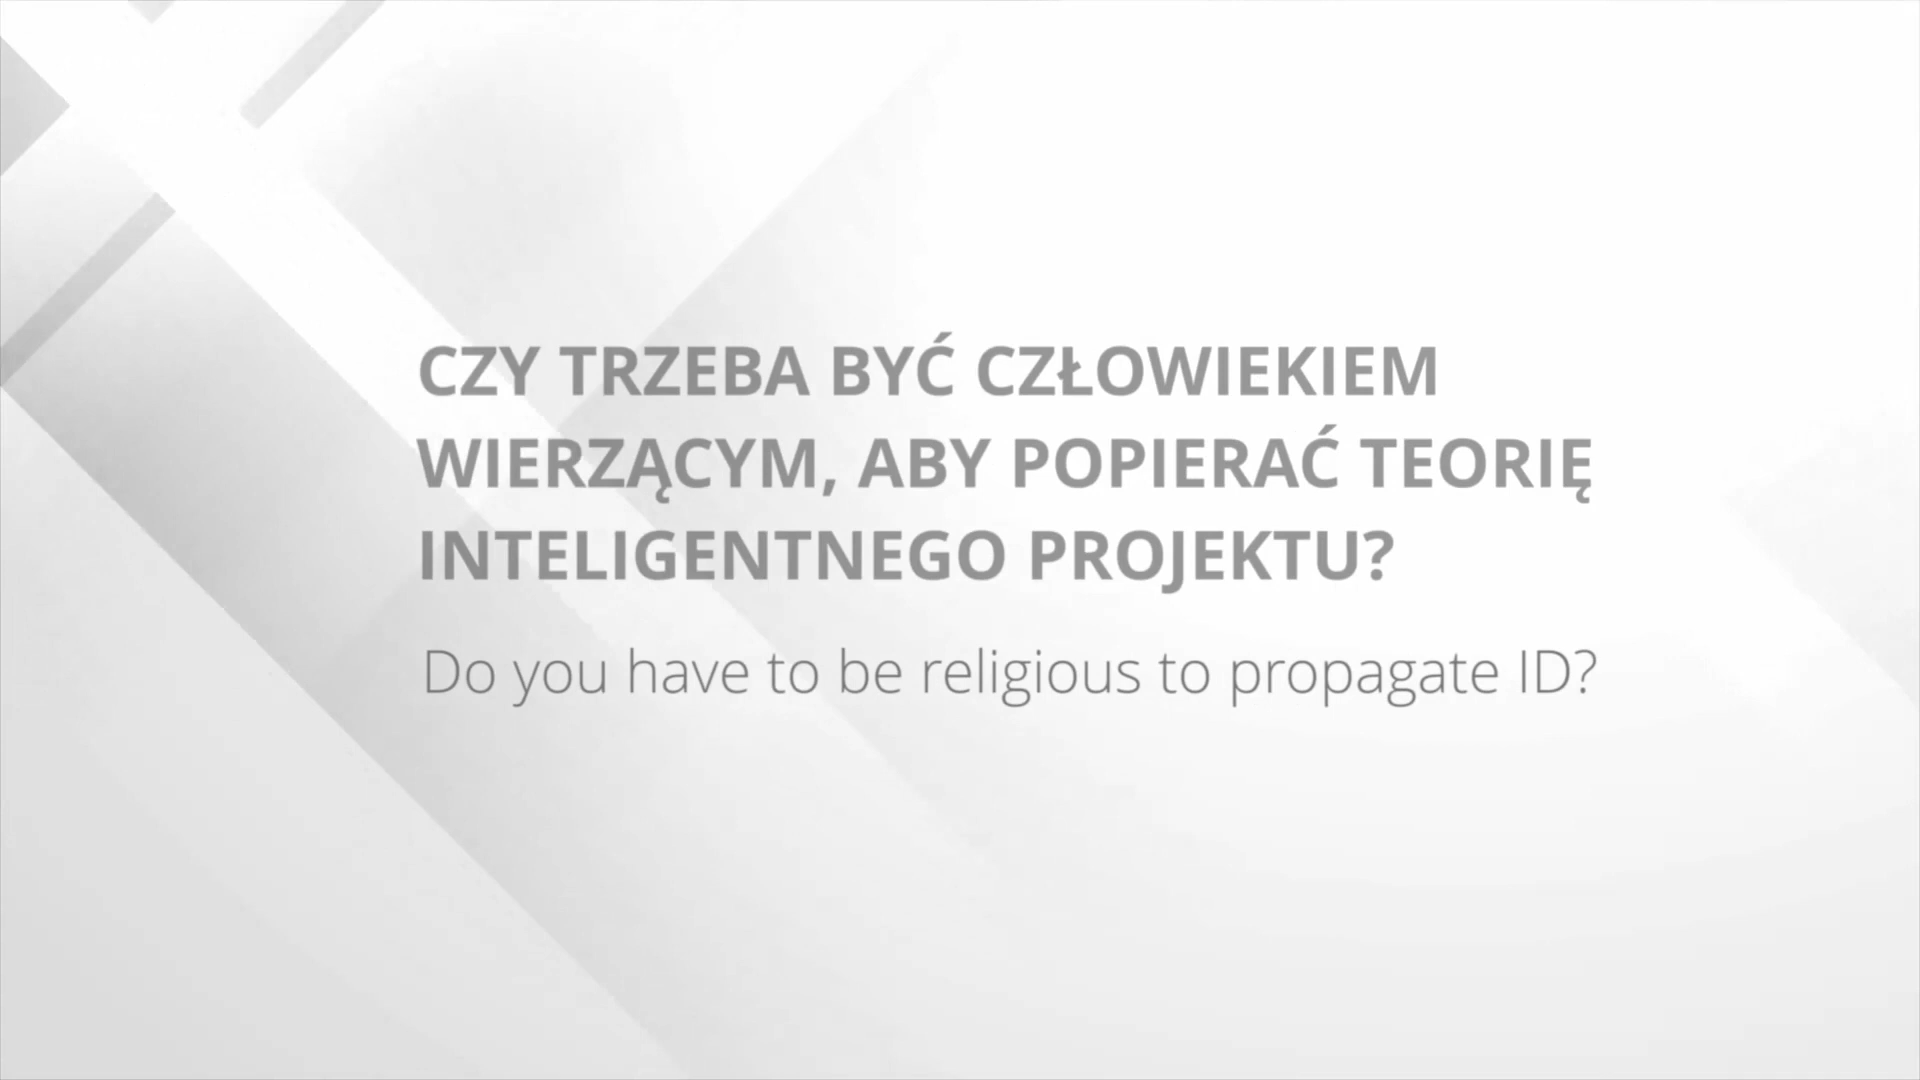 CZY TRZEBA BYĆ CZŁOWIEKIEM
WIERZĄCYM, ABY POPIERAĆ TEORIĘ
INTELIGENTNEGO PROJEKTU?
Do you have to be religious to propagate ID?